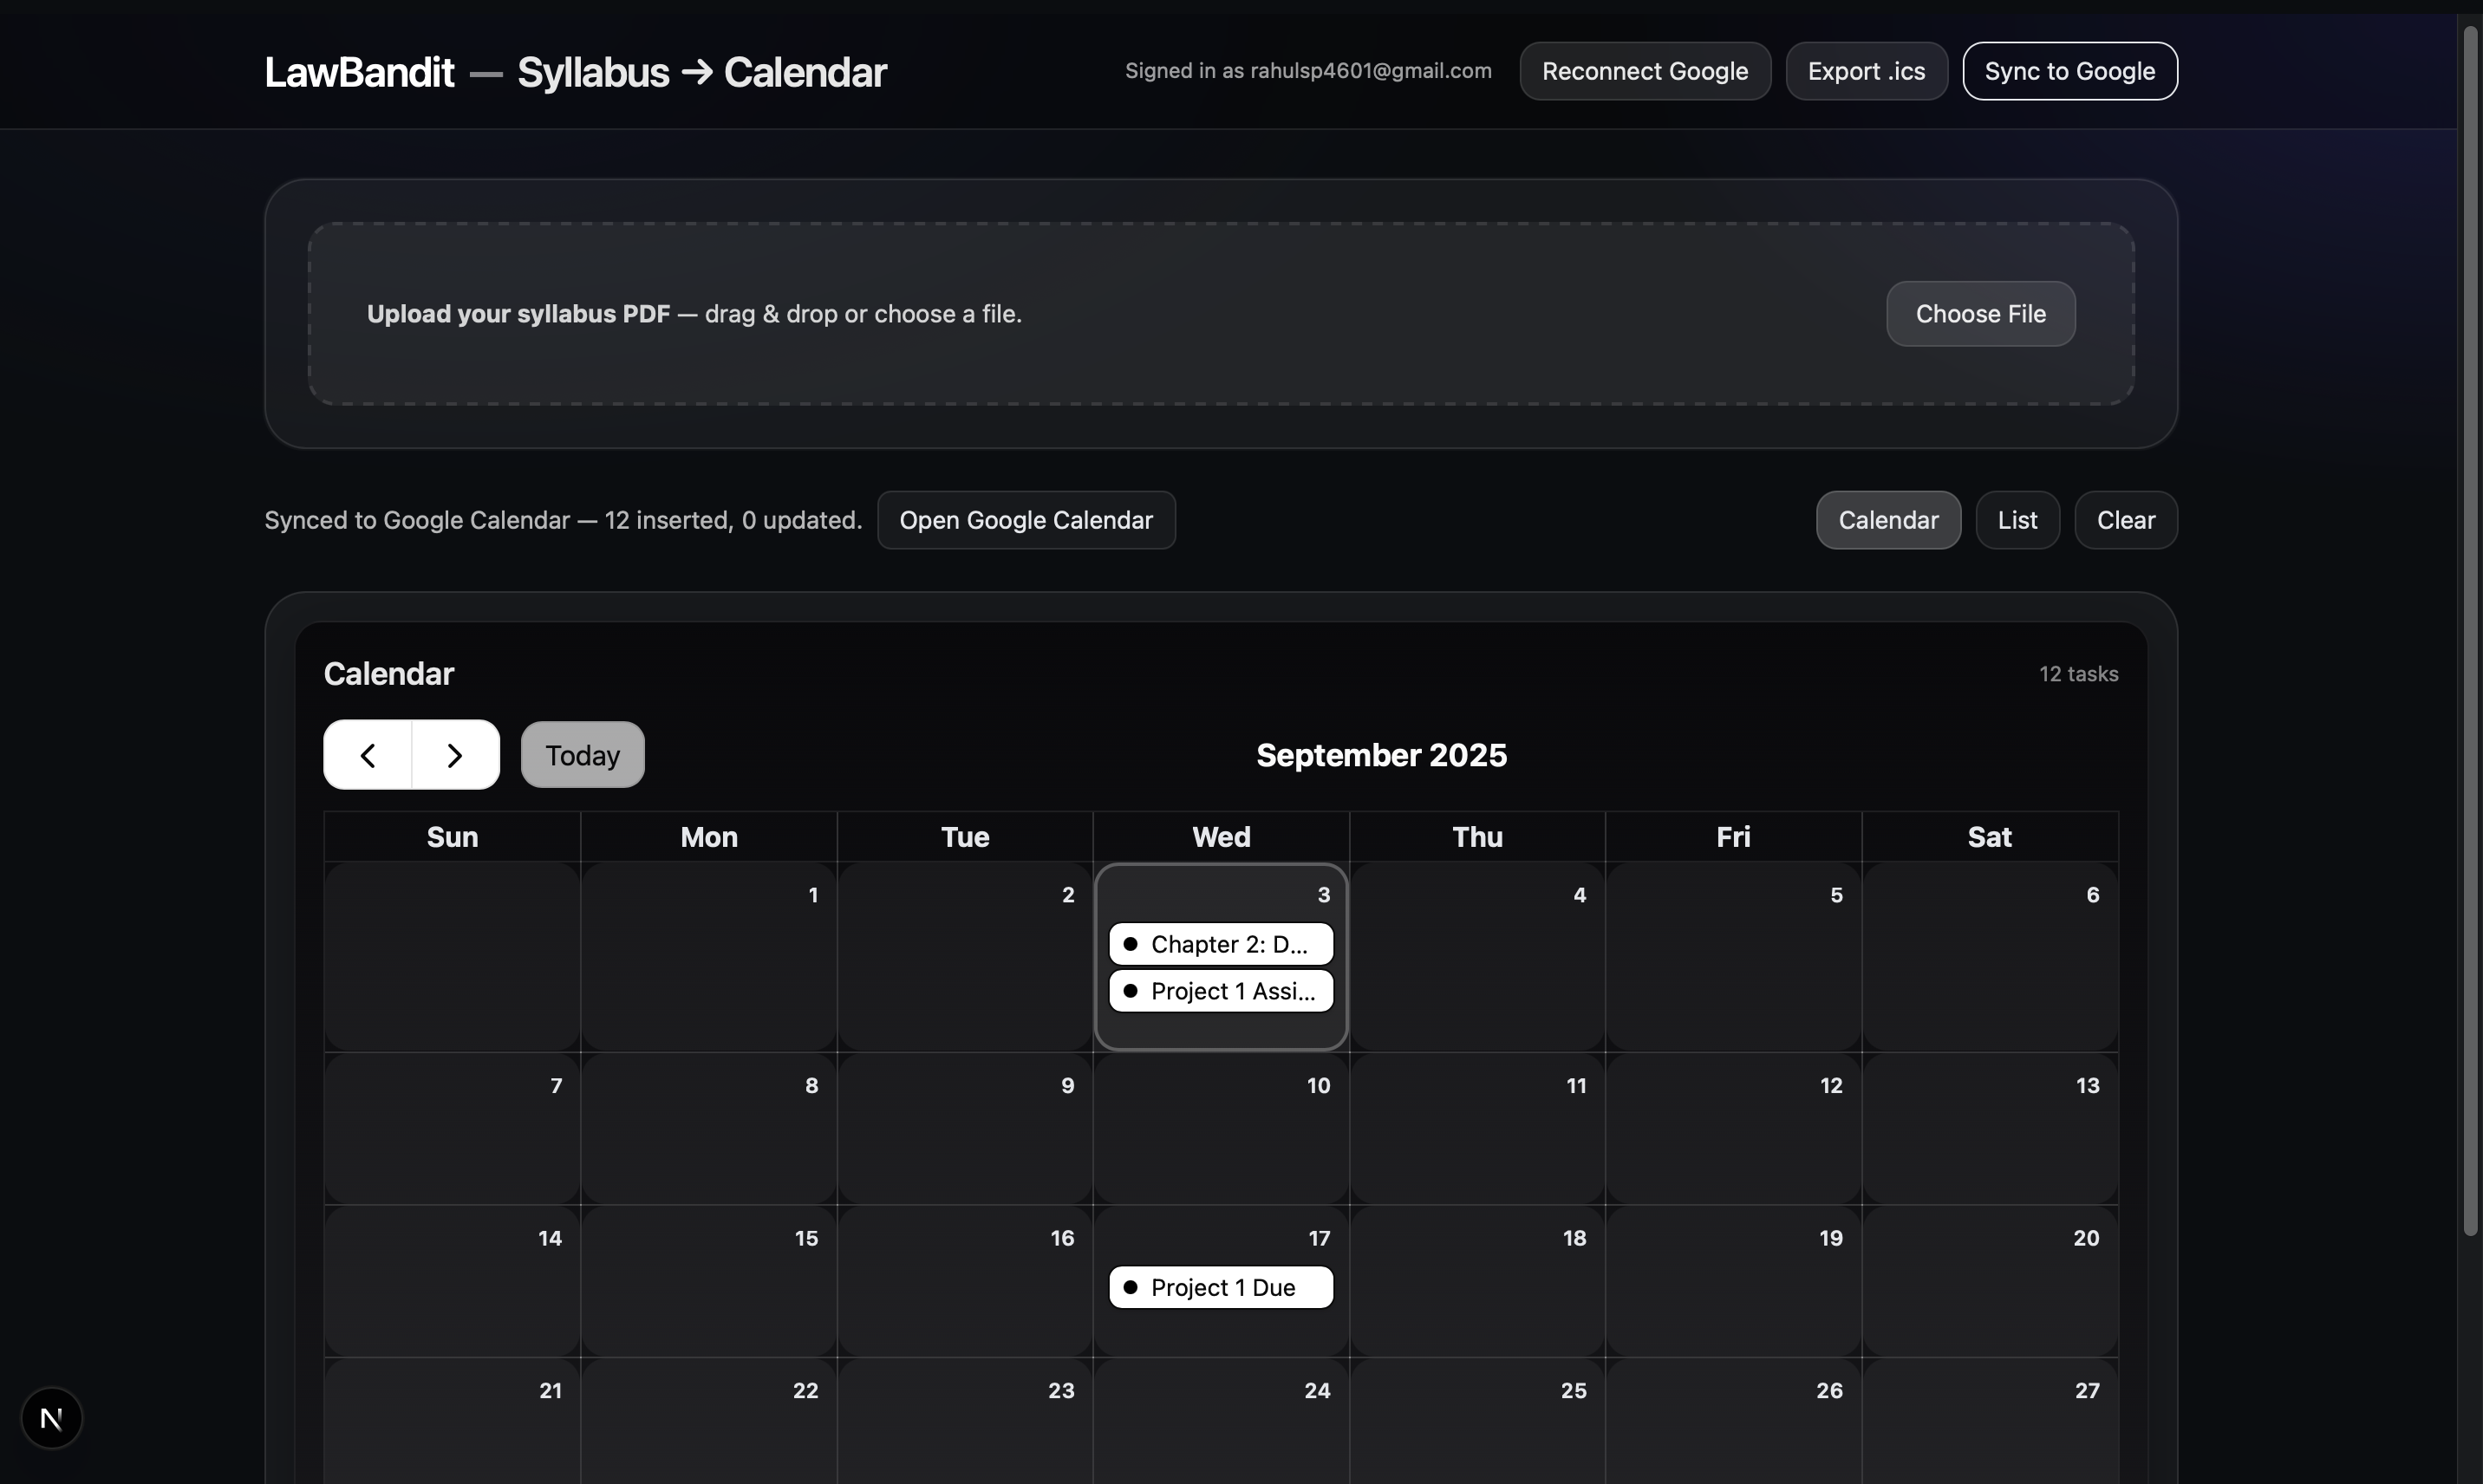 LawBandit — Syllabus → Calendar
Signed in as rahulsp4601@gmail.com
Reconnect Google
Export .ics
Sync to Google
Upload your syllabus PDF — drag & drop or choose a file.
Choose File
Synced to Google Calendar — 12 inserted, 0 updated.
Open Google Calendar
Calendar
List
Clear
Calendar
12 tasks
Today
September 2025
Sun Mon Tue Wed Thu Fri Sat
1 2 3 4 5 6
Chapter 2: D...
Project 1 Assi...
7 8 9 10 11 12 13
14 15 16 17 18 19 20
Project 1 Due
21 22 23 24 25 26 27
N